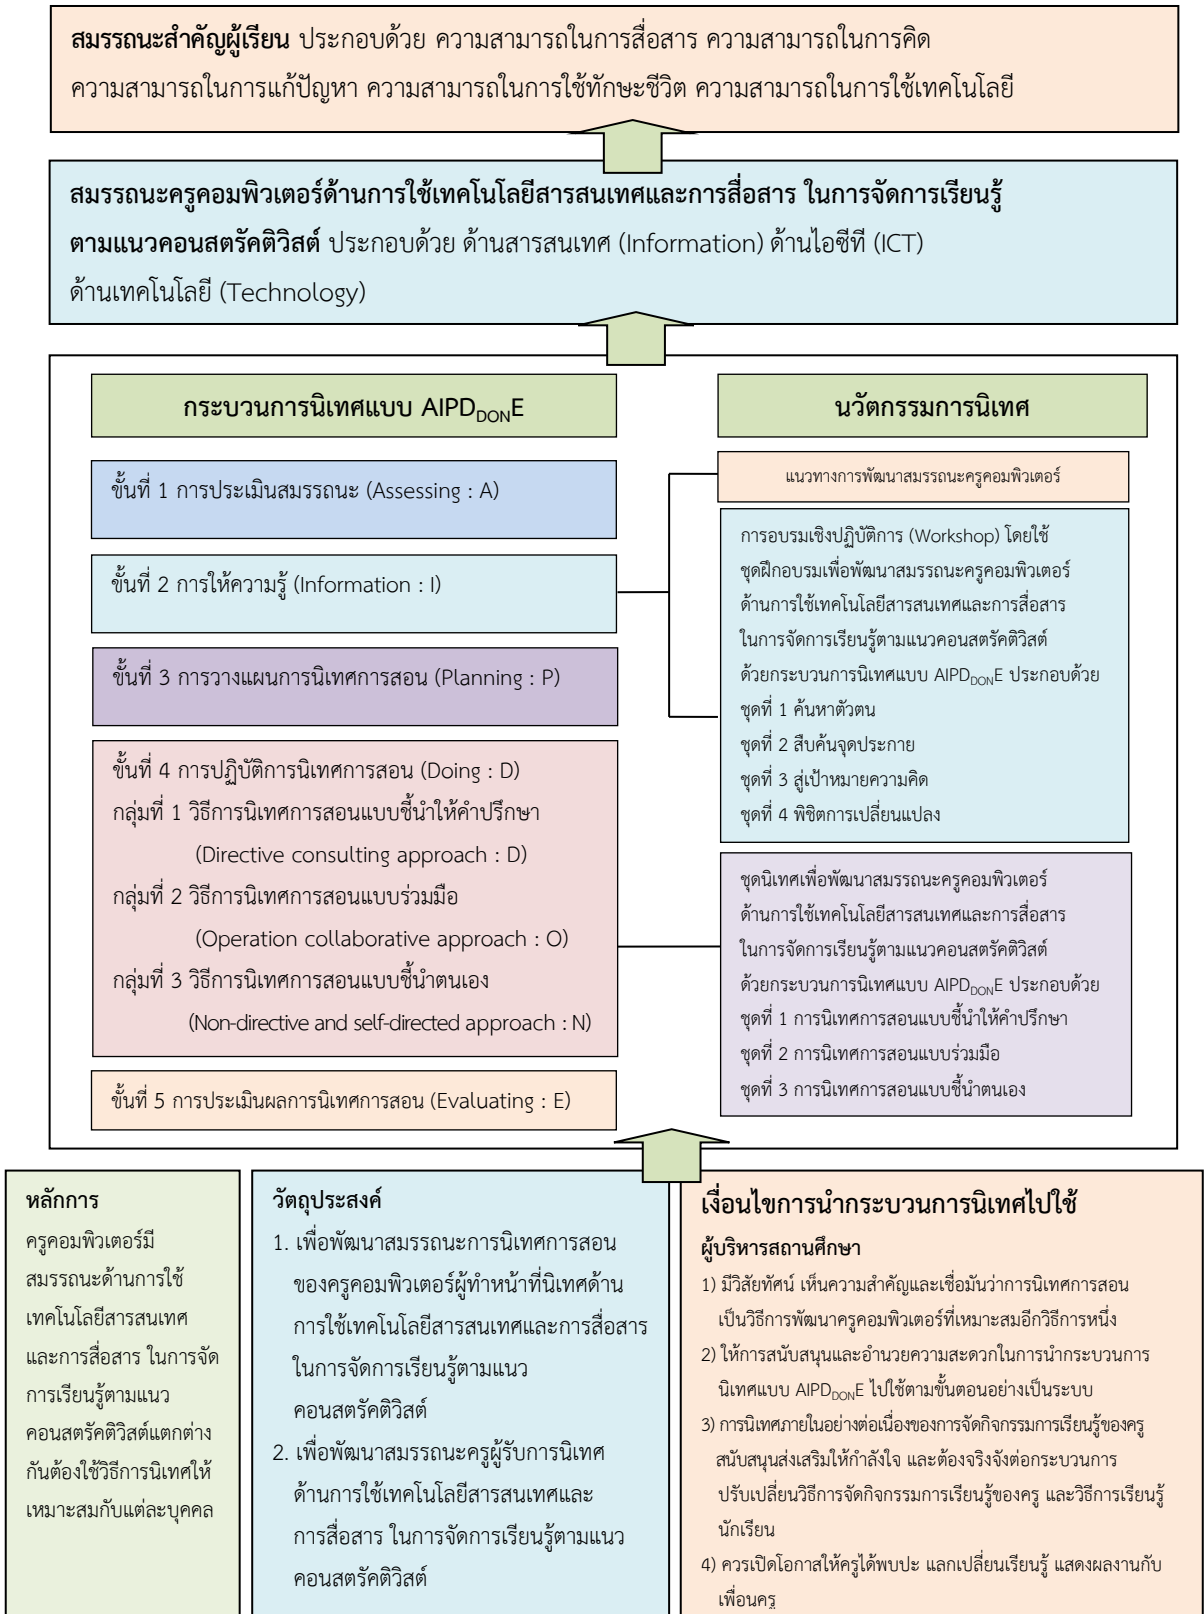 สมรรถนะสำคัญผู้เรียน ประกอบด้วย ความสามารถในการสื่อสาร ความสามารถในการคิด
ความสามารถในการแก้ปัญหา ความสามารถในการใช้ทักษะชีวิต ความสามารถในการใช้เทคโนโลยี
สมรรถนะครูคอมพิวเตอร์ด้านการใช้เทคโนโลยีสารสนเทศและการสื่อสาร ในการจัดการเรียนรู้
ตามแนวคอนสตรัคติวิสต์ ประกอบด้วย ด้านสารสนเทศ (Information) ด้านไอซีที (ICT)
ด้านเทคโนโลยี (Technology)
กระบวนการนิเทศแบบ AIPD<sub>DON</sub>E
ขั้นที่ 1 การประเมินสมรรถนะ (Assessing : A)
ขั้นที่ 2 การให้ความรู้ (Information : I)
ขั้นที่ 3 การวางแผนการนิเทศการสอน (Planning : P)
ขั้นที่ 4 การปฏิบัติการนิเทศการสอน (Doing : D)
กลุ่มที่ 1 วิธีการนิเทศการสอนแบบชี้นำให้คำปรึกษา
(Directive consulting approach : D)
กลุ่มที่ 2 วิธีการนิเทศการสอนแบบร่วมมือ
(Operation collaborative approach : O)
กลุ่มที่ 3 วิธีการนิเทศการสอนแบบชี้นำตนเอง
(Non-directive and self-directed approach : N)
ขั้นที่ 5 การประเมินผลการนิเทศการสอน (Evaluating : E)
นวัตกรรมการนิเทศ
แนวทางการพัฒนาสมรรถนะครูคอมพิวเตอร์
การอบรมเชิงปฏิบัติการ (Workshop) โดยใช้
ชุดฝึกอบรมเพื่อพัฒนาสมรรถนะครูคอมพิวเตอร์
ด้านการใช้เทคโนโลยีสารสนเทศและการสื่อสาร
ในการจัดการเรียนรู้ตามแนวคอนสตรัคติวิสต์
ด้วยกระบวนการนิเทศแบบ AIPD<sub>DON</sub>E ประกอบด้วย
ชุดที่ 1 ค้นหาตัวตน
ชุดที่ 2 สืบค้นจุดประกาย
ชุดที่ 3 สู่เป้าหมายความคิด
ชุดที่ 4 พิชิตการเปลี่ยนแปลง
ชุดนิเทศเพื่อพัฒนาสมรรถนะครูคอมพิวเตอร์
ด้านการใช้เทคโนโลยีสารสนเทศและการสื่อสาร
ในการจัดการเรียนรู้ตามแนวคอนสตรัคติวิสต์
ด้วยกระบวนการนิเทศแบบ AIPD<sub>DON</sub>E ประกอบด้วย
ชุดที่ 1 การนิเทศการสอนแบบชี้นำให้คำปรึกษา
ชุดที่ 2 การนิเทศการสอนแบบร่วมมือ
ชุดที่ 3 การนิเทศการสอนแบบชี้นำตนเอง
หลักการ
ครูคอมพิวเตอร์มี
สมรรถนะด้านการใช้
เทคโนโลยีสารสนเทศ
และการสื่อสาร ในการจัด
การเรียนรู้ตามแนว
คอนสตรัคติวิสต์แตกต่าง
กันต้องใช้วิธีการนิเทศให้
เหมาะสมกับแต่ละบุคคล
วัตถุประสงค์
1. เพื่อพัฒนาสมรรถนะการนิเทศการสอน
ของครูคอมพิวเตอร์ผู้ทำหน้าที่นิเทศด้าน
การใช้เทคโนโลยีสารสนเทศและการสื่อสาร
ในการจัดการเรียนรู้ตามแนว
คอนสตรัคติวิสต์
2. เพื่อพัฒนาสมรรถนะครูผู้รับการนิเทศ
ด้านการใช้เทคโนโลยีสารสนเทศและ
การสื่อสาร ในการจัดการเรียนรู้ตามแนว
คอนสตรัคติวิสต์
เงื่อนไขการนำกระบวนการนิเทศไปใช้
ผู้บริหารสถานศึกษา
1) มีวิสัยทัศน์ เห็นความสำคัญและเชื่อมั่นว่าการนิเทศการสอน
เป็นวิธีการพัฒนาครูคอมพิวเตอร์ที่เหมาะสมอีกวิธีการหนึ่ง
2) ให้การสนับสนุนและอำนวยความสะดวกในการนำกระบวนการ
นิเทศแบบ AIPD<sub>DON</sub>E ไปใช้ตามขั้นตอนอย่างเป็นระบบ
3) การนิเทศภายในอย่างต่อเนื่องของการจัดกิจกรรมการเรียนรู้ของครู
สนับสนุนส่งเสริมให้กำลังใจ และต้องจริงจังต่อกระบวนการ
ปรับเปลี่ยนวิธีการจัดกิจกรรมการเรียนรู้ของครู และวิธีการเรียนรู้
นักเรียน
4) ควรเปิดโอกาสให้ครูได้พบปะ แลกเปลี่ยนเรียนรู้ แสดงผลงานกับ
เพื่อนครู